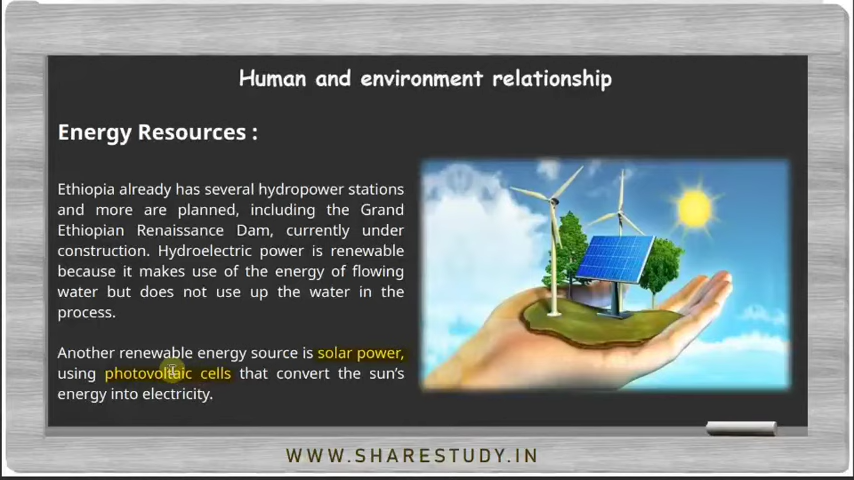 Human and environment relationship
Energy Resources :
Ethiopia already has several hydropower stations
and more are planned, including the Grand
Ethiopian Renaissance Dam, currently under
construction. Hydroelectric power is renewable
because it makes use of the energy of flowing
water but does not use up the water in the
process.
Another renewable energy source is solar power,
using photovoltaic cells that convert the sun’s
energy into electricity.
WWW.SHARESTUDY.IN